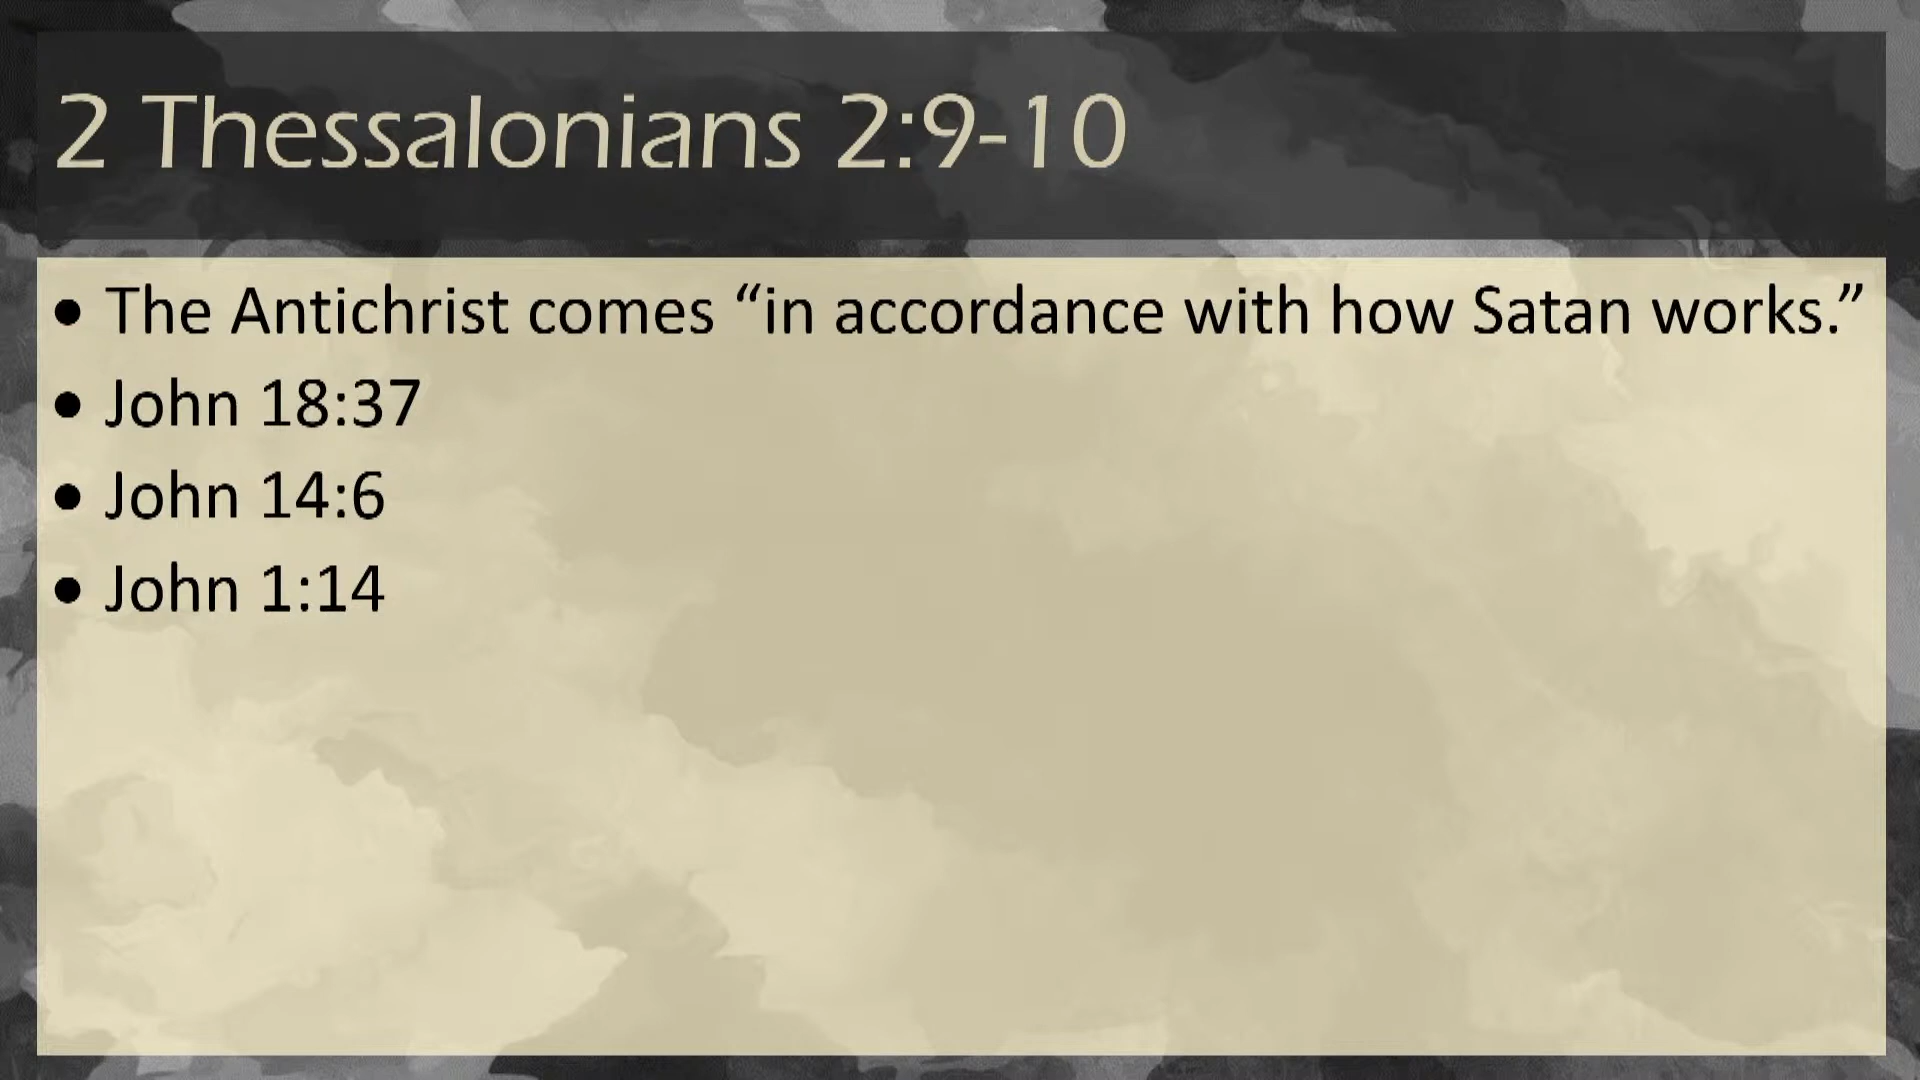 2 Thessalonians 2:9-10
• The Antichrist comes “in accordance with how Satan works.”
• John 18:37
• John 14:6
• John 1:14